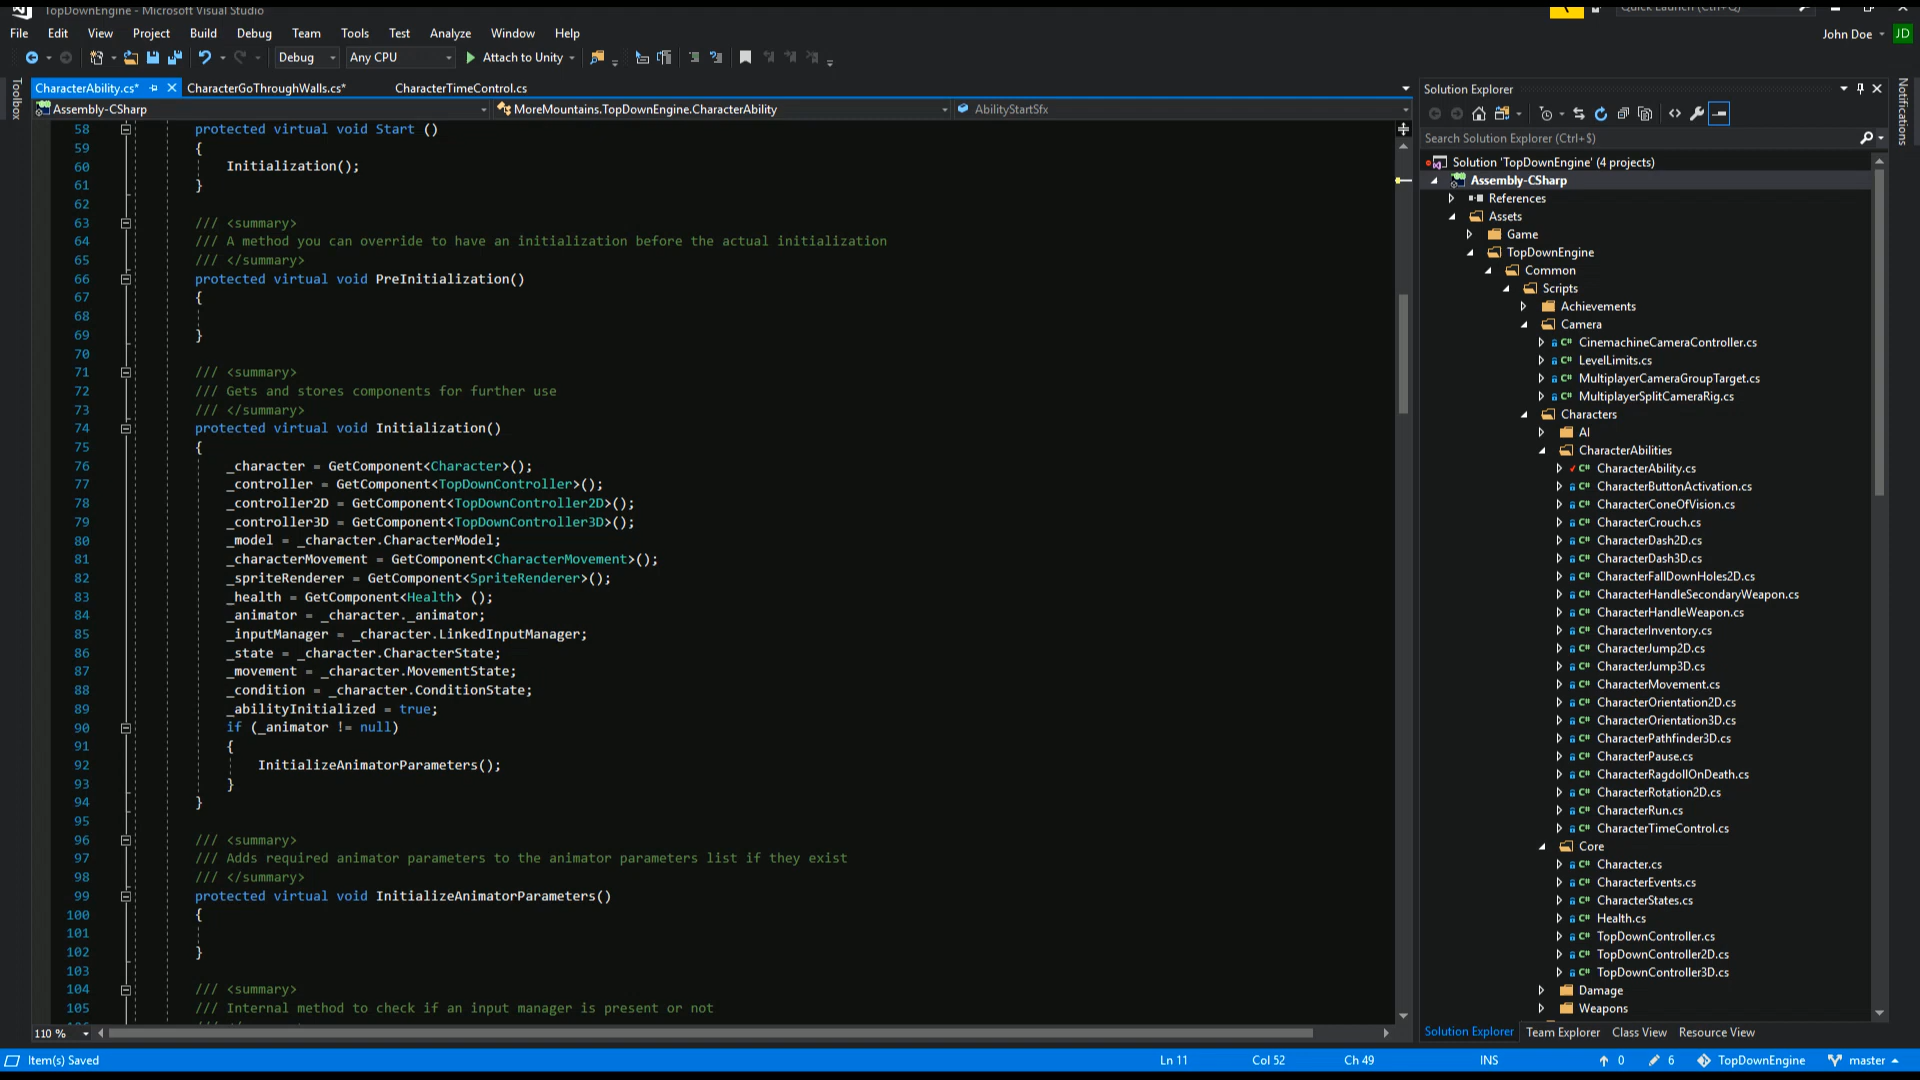 TopDownEngine - Microsoft Visual Studio
Quick Launch (Ctrl+Q)
File Edit View Project Build Debug Team Tools Test Analyze Window Help
John Doe JD
Debug Any CPU Attach to Unity
Toolbox
CharacterAbility.cs* CharacterGoThroughWalls.cs* CharacterTimeControl.cs
Assembly-CSharp MoreMountains.TopDownEngine.CharacterAbility AbilityStartSfx
58 protected virtual void Start ()
59 {
60 Initialization();
61 }
62
63 /// <summary>
64 /// A method you can override to have an initialization before the actual initialization
65 /// </summary>
66 protected virtual void PreInitialization()
67 {
68
69 }
70
71 /// <summary>
72 /// Gets and stores components for further use
73 /// </summary>
74 protected virtual void Initialization()
75 {
76 _character = GetComponent<Character>();
77 _controller = GetComponent<TopDownController>();
78 _controller2D = GetComponent<TopDownController2D>();
79 _controller3D = GetComponent<TopDownController3D>();
80 _model = _character.CharacterModel;
81 _characterMovement = GetComponent<CharacterMovement>();
82 _spriteRenderer = GetComponent<SpriteRenderer>();
83 _health = GetComponent<Health> ();
84 _animator = _character._animator;
85 _inputManager = _character.LinkedInputManager;
86 _state = _character.CharacterState;
87 _movement = _character.MovementState;
88 _condition = _character.ConditionState;
89 _abilityInitialized = true;
90 if (_animator != null)
91 {
92 InitializeAnimatorParameters();
93 }
94 }
95
96 /// <summary>
97 /// Adds required animator parameters to the animator parameters list if they exist
98 /// </summary>
99 protected virtual void InitializeAnimatorParameters()
100 {
101
102 }
103
104 /// <summary>
105 /// Internal method to check if an input manager is present or not
110 %
Solution Explorer
Search Solution Explorer (Ctrl+$)
Solution 'TopDownEngine' (4 projects)
Assembly-CSharp
References
Assets
Game
TopDownEngine
Common
Scripts
Achievements
Camera
C# CinemachineCameraController.cs
C# LevelLimits.cs
C# MultiplayerCameraGroupTarget.cs
C# MultiplayerSplitCameraRig.cs
Characters
AI
CharacterAbilities
C# CharacterAbility.cs
C# CharacterButtonActivation.cs
C# CharacterConeOfVision.cs
C# CharacterCrouch.cs
C# CharacterDash2D.cs
C# CharacterDash3D.cs
C# CharacterFallDownHoles2D.cs
C# CharacterHandleSecondaryWeapon.cs
C# CharacterHandleWeapon.cs
C# CharacterInventory.cs
C# CharacterJump2D.cs
C# CharacterJump3D.cs
C# CharacterMovement.cs
C# CharacterOrientation2D.cs
C# CharacterOrientation3D.cs
C# CharacterPathfinder3D.cs
C# CharacterPause.cs
C# CharacterRagdollOnDeath.cs
C# CharacterRotation2D.cs
C# CharacterRun.cs
C# CharacterTimeControl.cs
Core
C# Character.cs
C# CharacterEvents.cs
C# CharacterStates.cs
C# Health.cs
C# TopDownController.cs
C# TopDownController2D.cs
C# TopDownController3D.cs
Damage
Weapons
Solution Explorer Team Explorer Class View Resource View
Notifications
Item(s) Saved Ln 11 Col 52 Ch 49 INS 0 6 TopDownEngine master